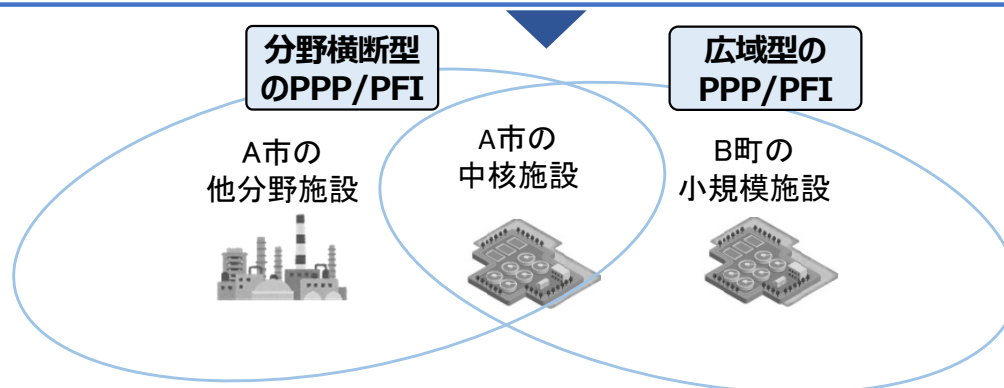 分野横断型
のPPP/PFI
広域型の
PPP/PFI
A市の
他分野施設
A市の
中核施設
B町の
小規模施設